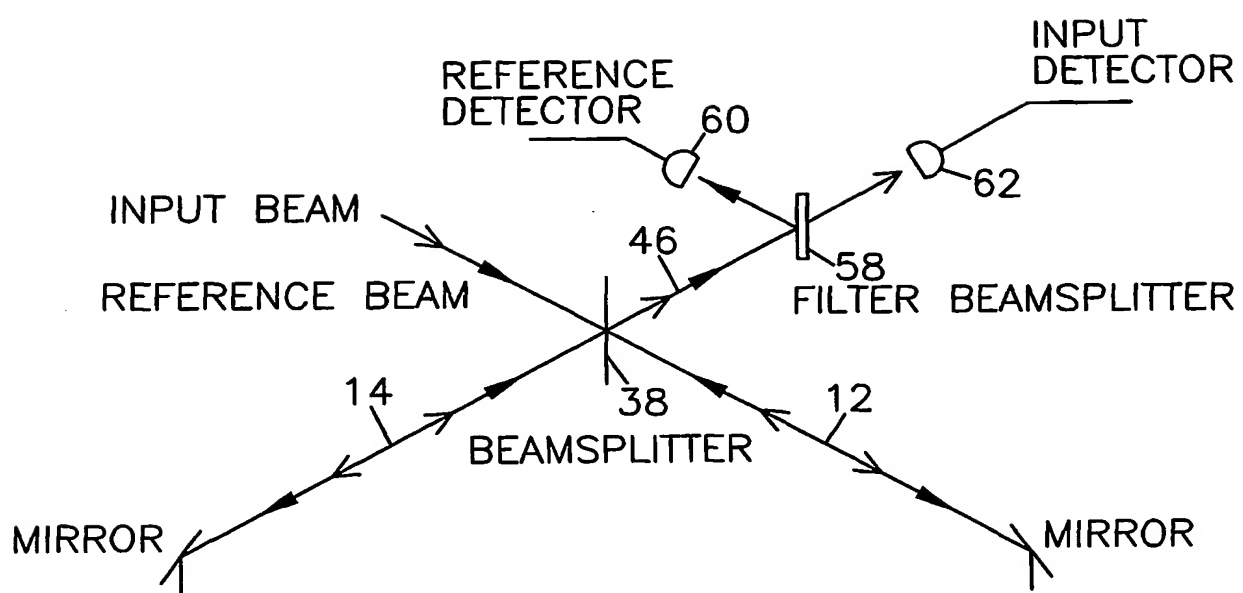 INPUT
DETECTOR
REFERENCE
DETECTOR
60
62
INPUT BEAM
46
58
REFERENCE BEAM
FILTER BEAMSPLITTER
14
38
12
BEAMSPLITTER
MIRROR
MIRROR